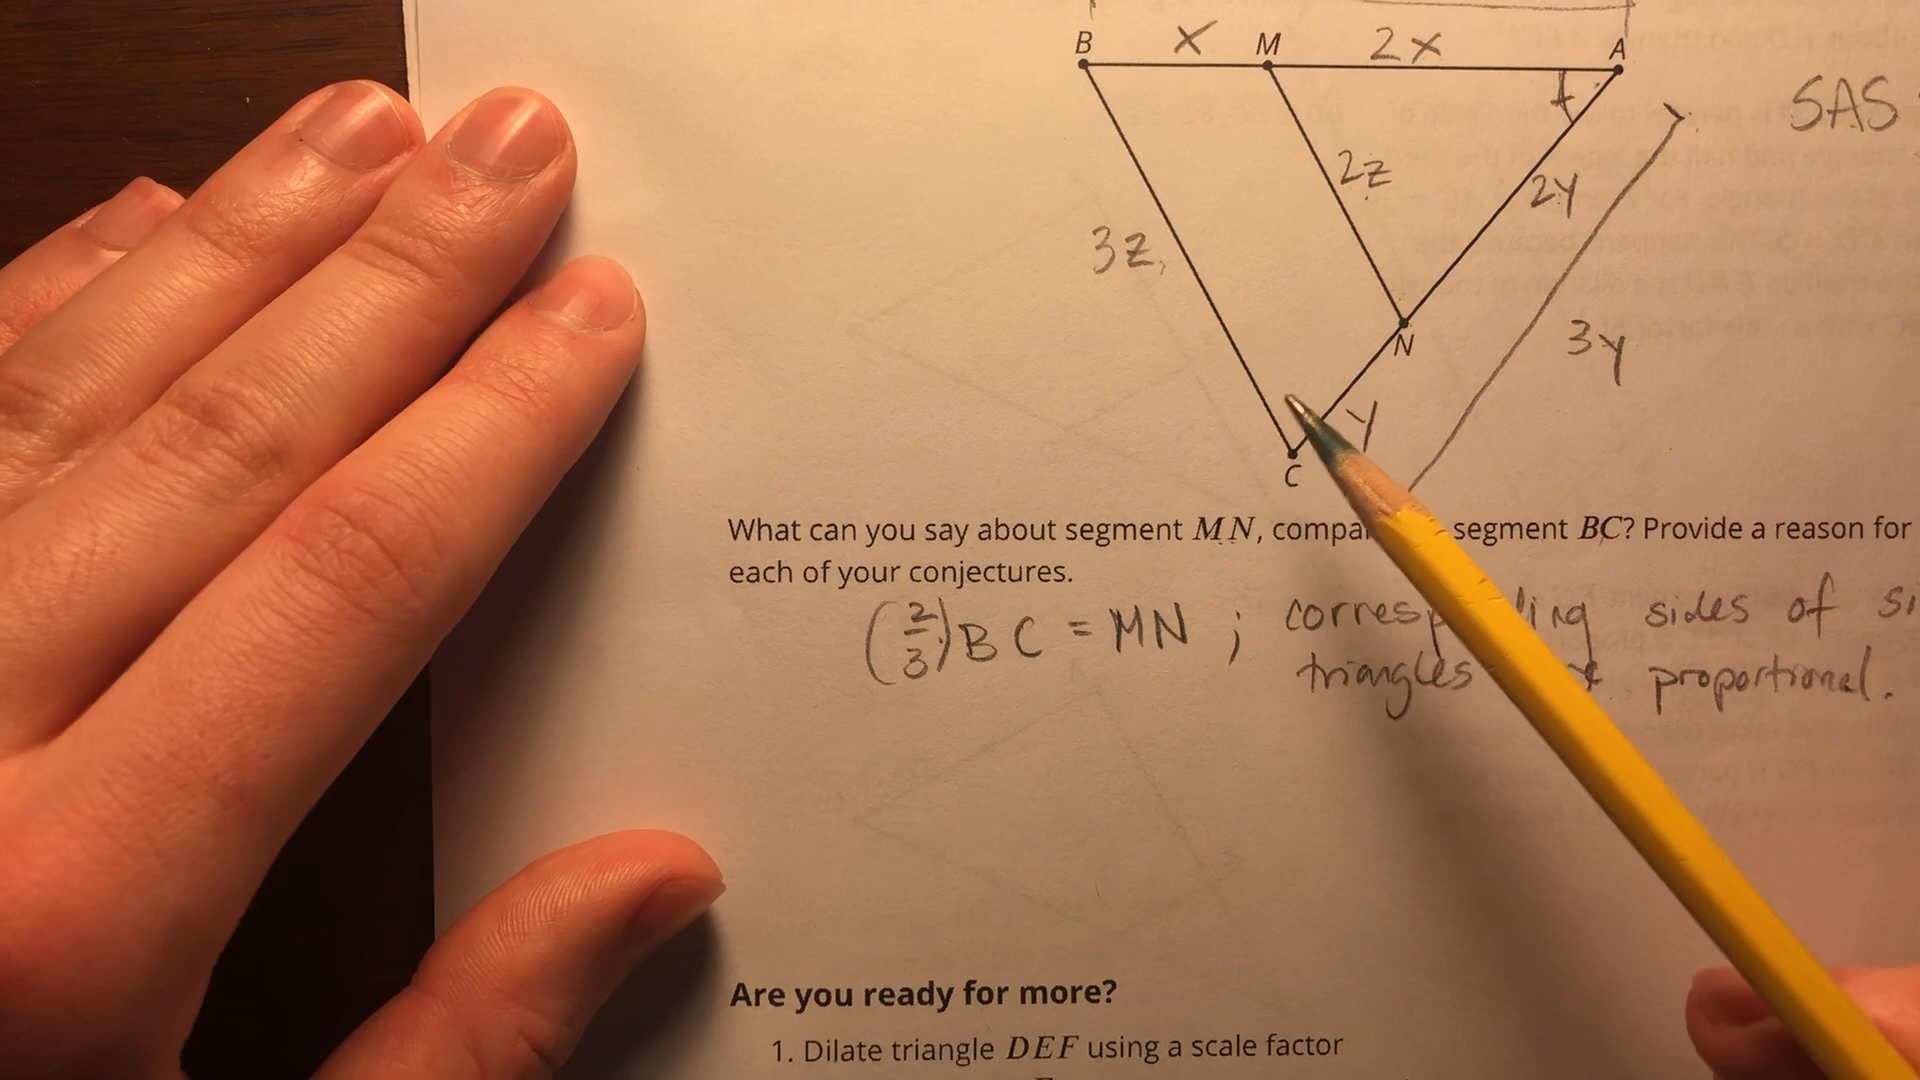 B x M 2x A
SAS
2z 2y
3z
N 3y
y
C
What can you say about segment MN, compa segment BC? Provide a reason for
each of your conjectures.
(2/3)BC = MN ; corresp ing sides of si
triangles proportional.
Are you ready for more?
1. Dilate triangle DEF using a scale factor